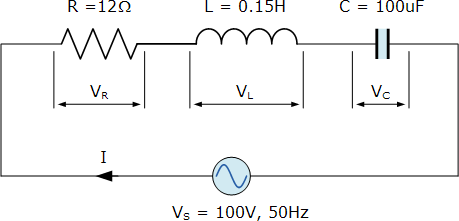 R =12Ω L = 0.15H C = 100uF
VR VL VC
I
VS = 100V, 50Hz